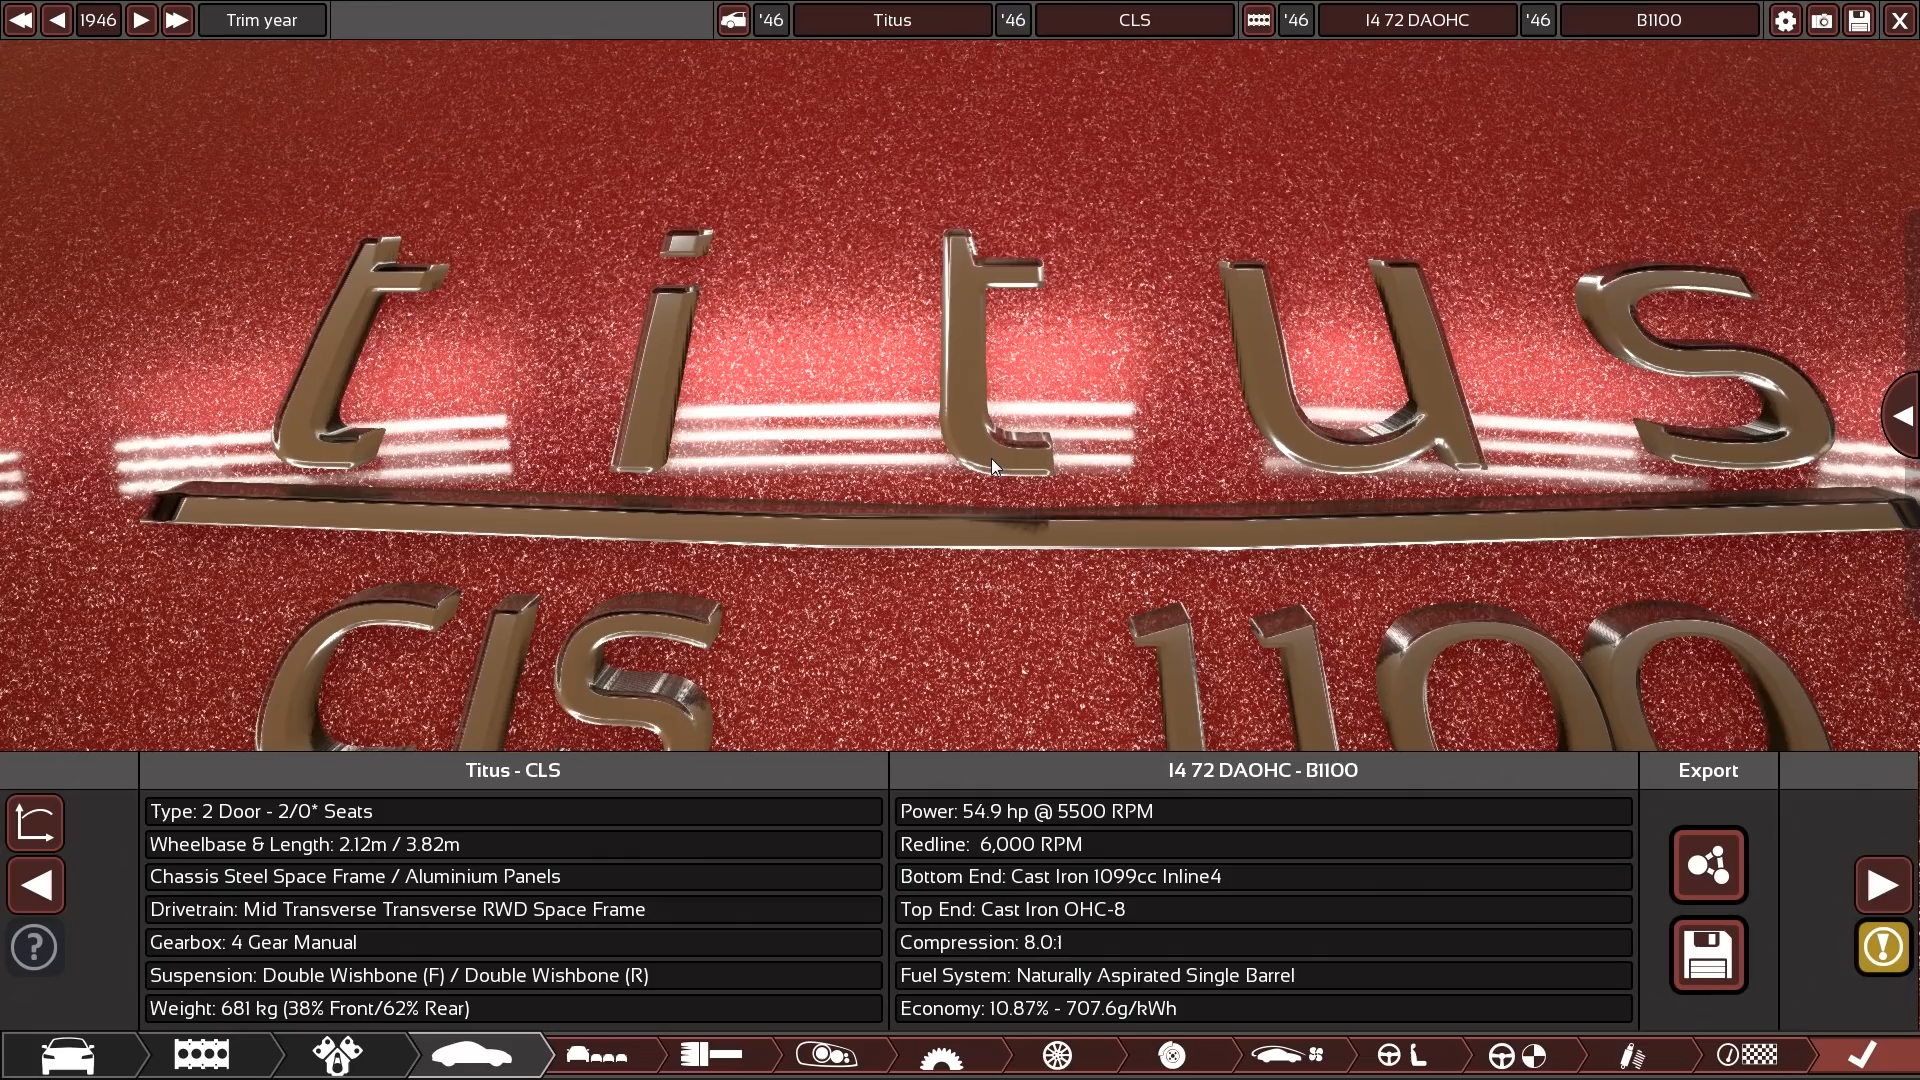 1946 Trim year '46 Titus '46 CLS '46 I4 72 DAOHC '46 B1100 X
titus
CIS 1100
Titus - CLS I4 72 DAOHC - B1100 Export
Type: 2 Door - 2/0* Seats
Wheelbase & Length: 2.12m / 3.82m
Chassis Steel Space Frame / Aluminium Panels
Drivetrain: Mid Transverse Transverse RWD Space Frame
Gearbox: 4 Gear Manual
Suspension: Double Wishbone (F) / Double Wishbone (R)
Weight: 681 kg (38% Front/62% Rear)
Power: 54.9 hp @ 5500 RPM
Redline: 6,000 RPM
Bottom End: Cast Iron 1099cc Inline4
Top End: Cast Iron OHC-8
Compression: 8.0:1
Fuel System: Naturally Aspirated Single Barrel
Economy: 10.87% - 707.6g/kWh
?
!